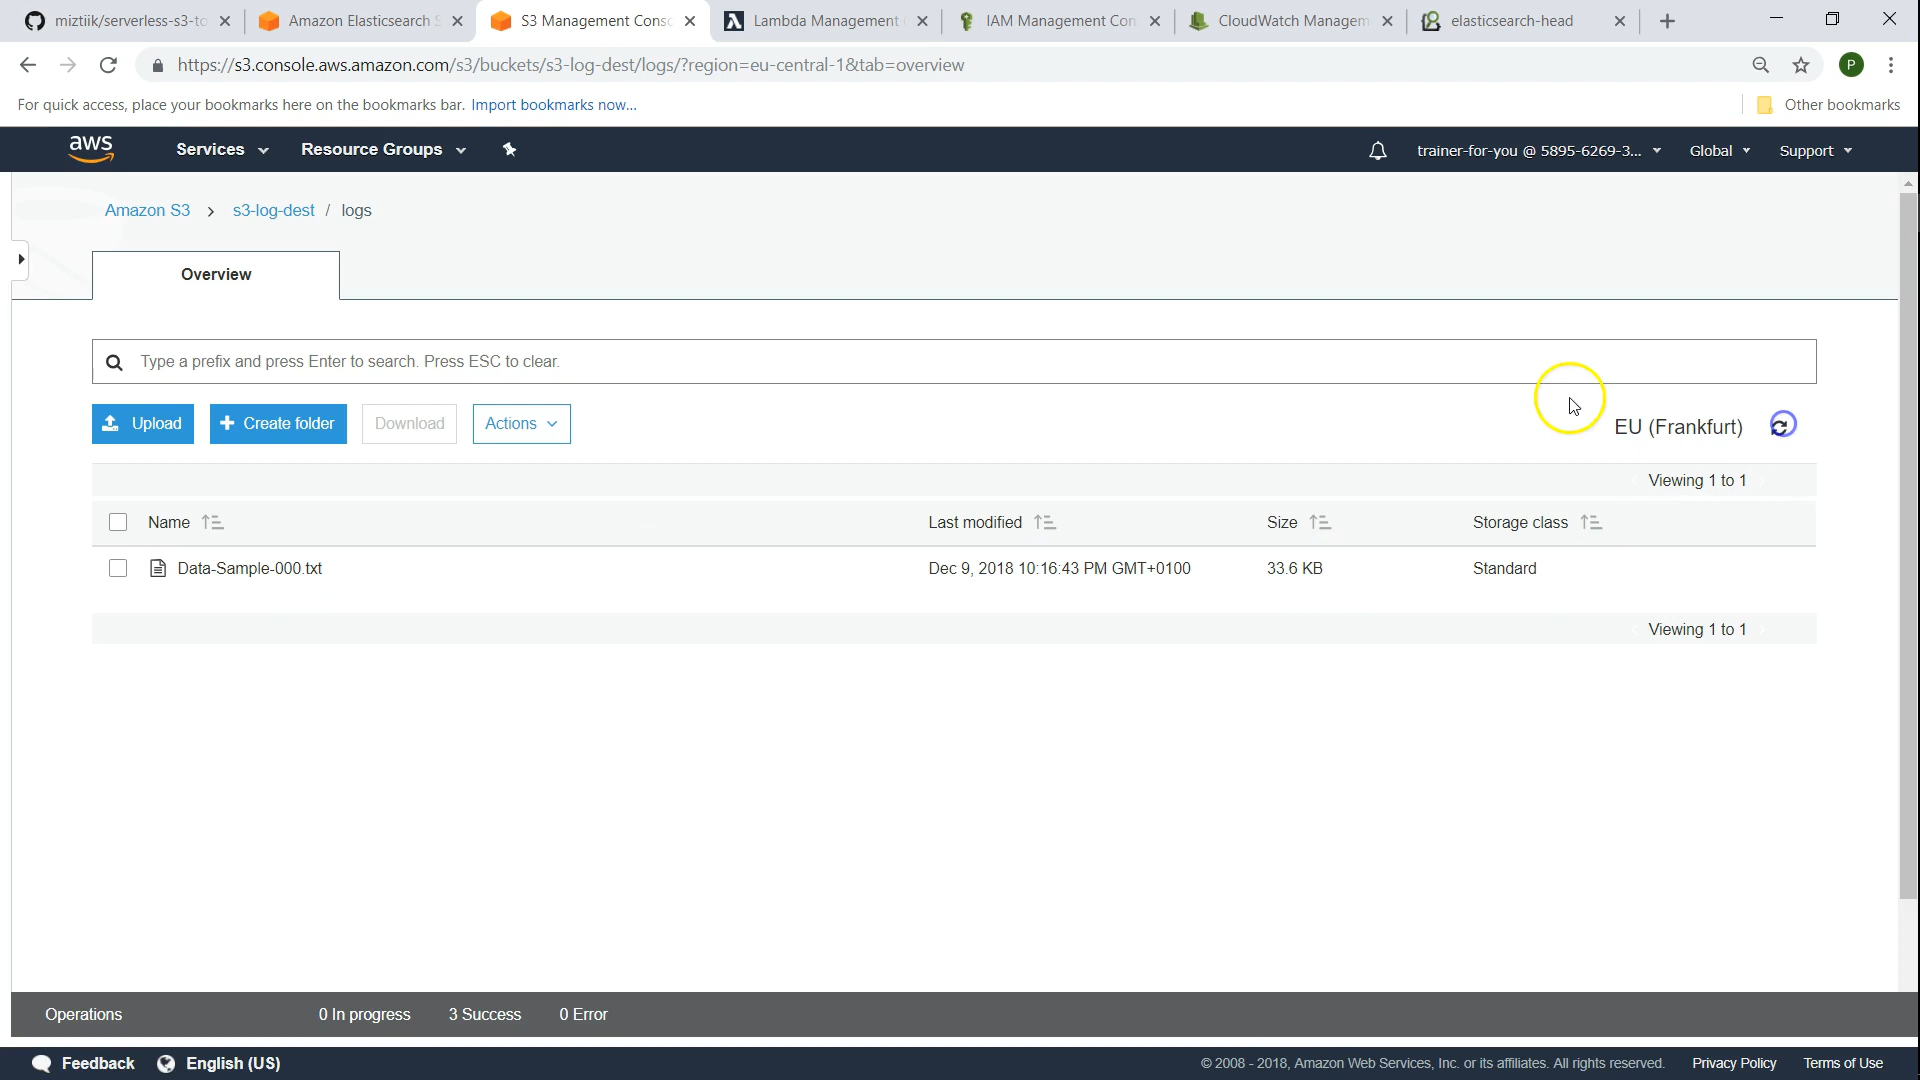 miztiik/serverless-s3-to
Amazon Elasticsearch S
S3 Management Conso
Lambda Management C
IAM Management Con
CloudWatch Managem
elasticsearch-head
https://s3.console.aws.amazon.com/s3/buckets/s3-log-dest/logs/?region=eu-central-1&tab=overview
P
For quick access, place your bookmarks here on the bookmarks bar. Import bookmarks now...
Other bookmarks
aws
Services
Resource Groups
trainer-for-you @ 5895-6269-3...
Global
Support
Amazon S3 > s3-log-dest / logs
Overview
Type a prefix and press Enter to search. Press ESC to clear.
Upload
Create folder
Download
Actions
EU (Frankfurt)
Viewing 1 to 1
Name
Last modified
Size
Storage class
Data-Sample-000.txt
Dec 9, 2018 10:16:43 PM GMT+0100
33.6 KB
Standard
Viewing 1 to 1
Operations
0 In progress
3 Success
0 Error
Feedback
English (US)
© 2008 - 2018, Amazon Web Services, Inc. or its affiliates. All rights reserved.
Privacy Policy
Terms of Use